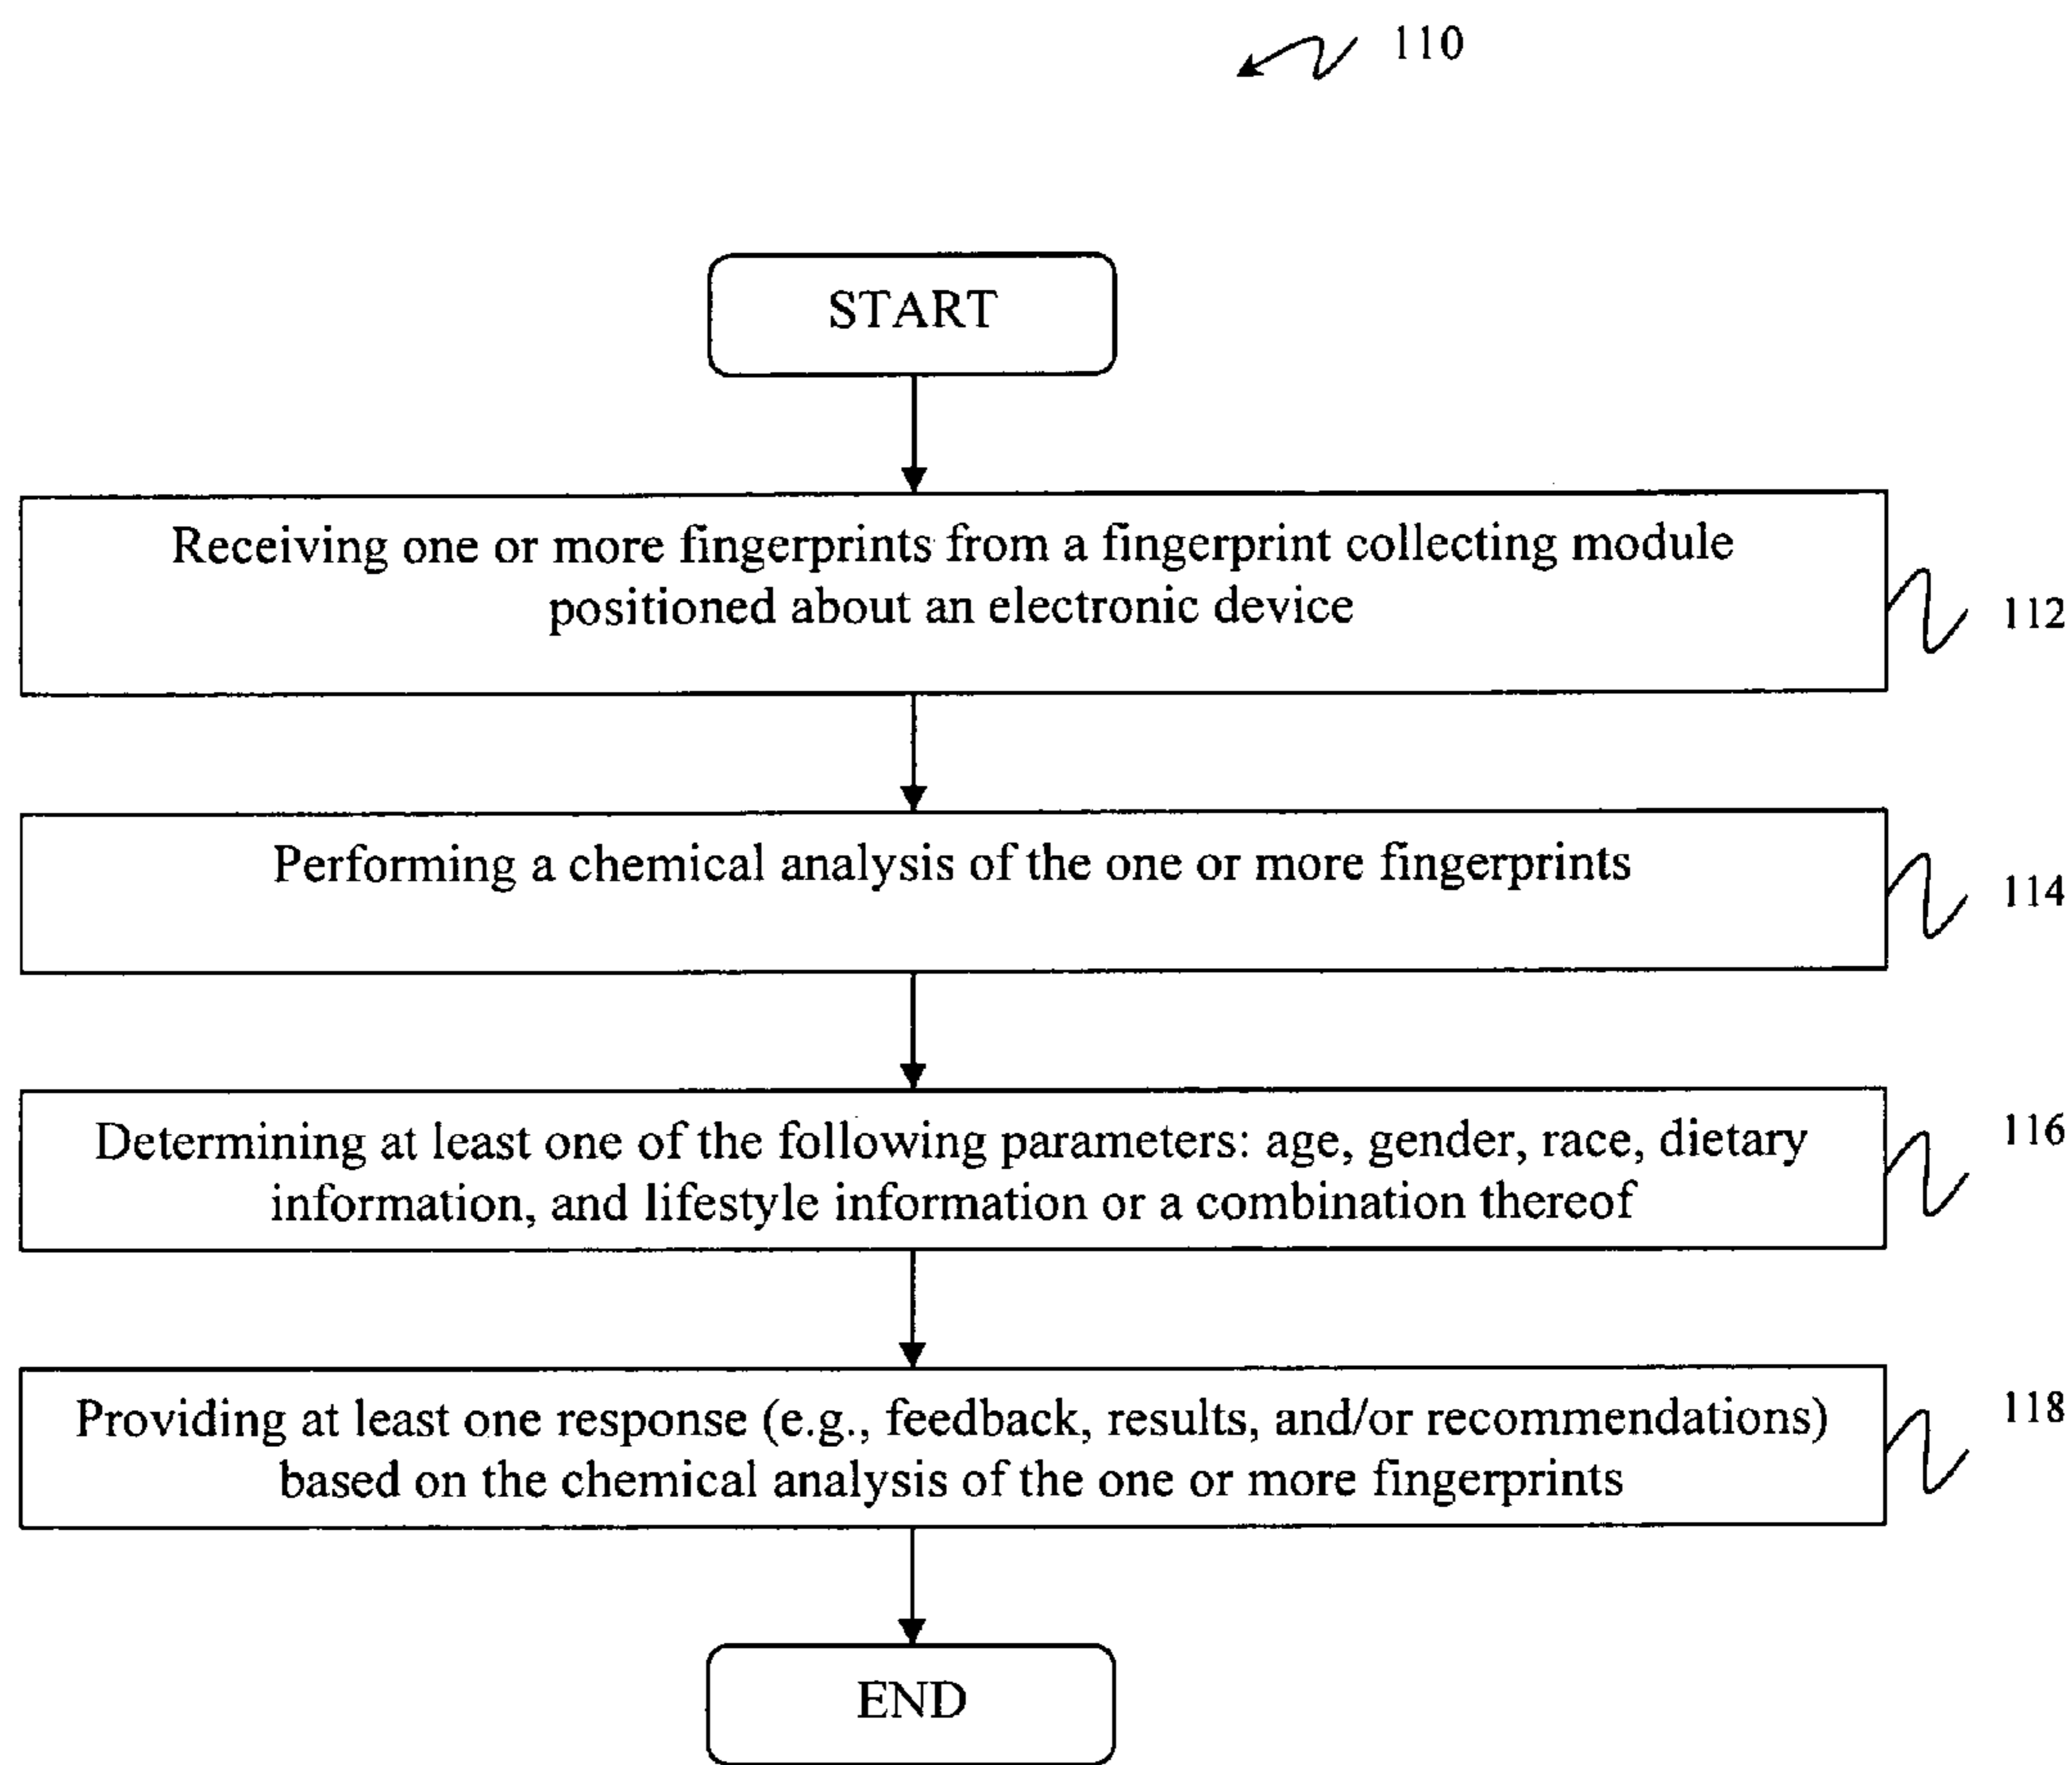 110
START
Receiving one or more fingerprints from a fingerprint collecting module
positioned about an electronic device
112
Performing a chemical analysis of the one or more fingerprints
114
Determining at least one of the following parameters: age, gender, race, dietary
information, and lifestyle information or a combination thereof
116
Providing at least one response (e.g., feedback, results, and/or recommendations)
based on the chemical analysis of the one or more fingerprints
118
END